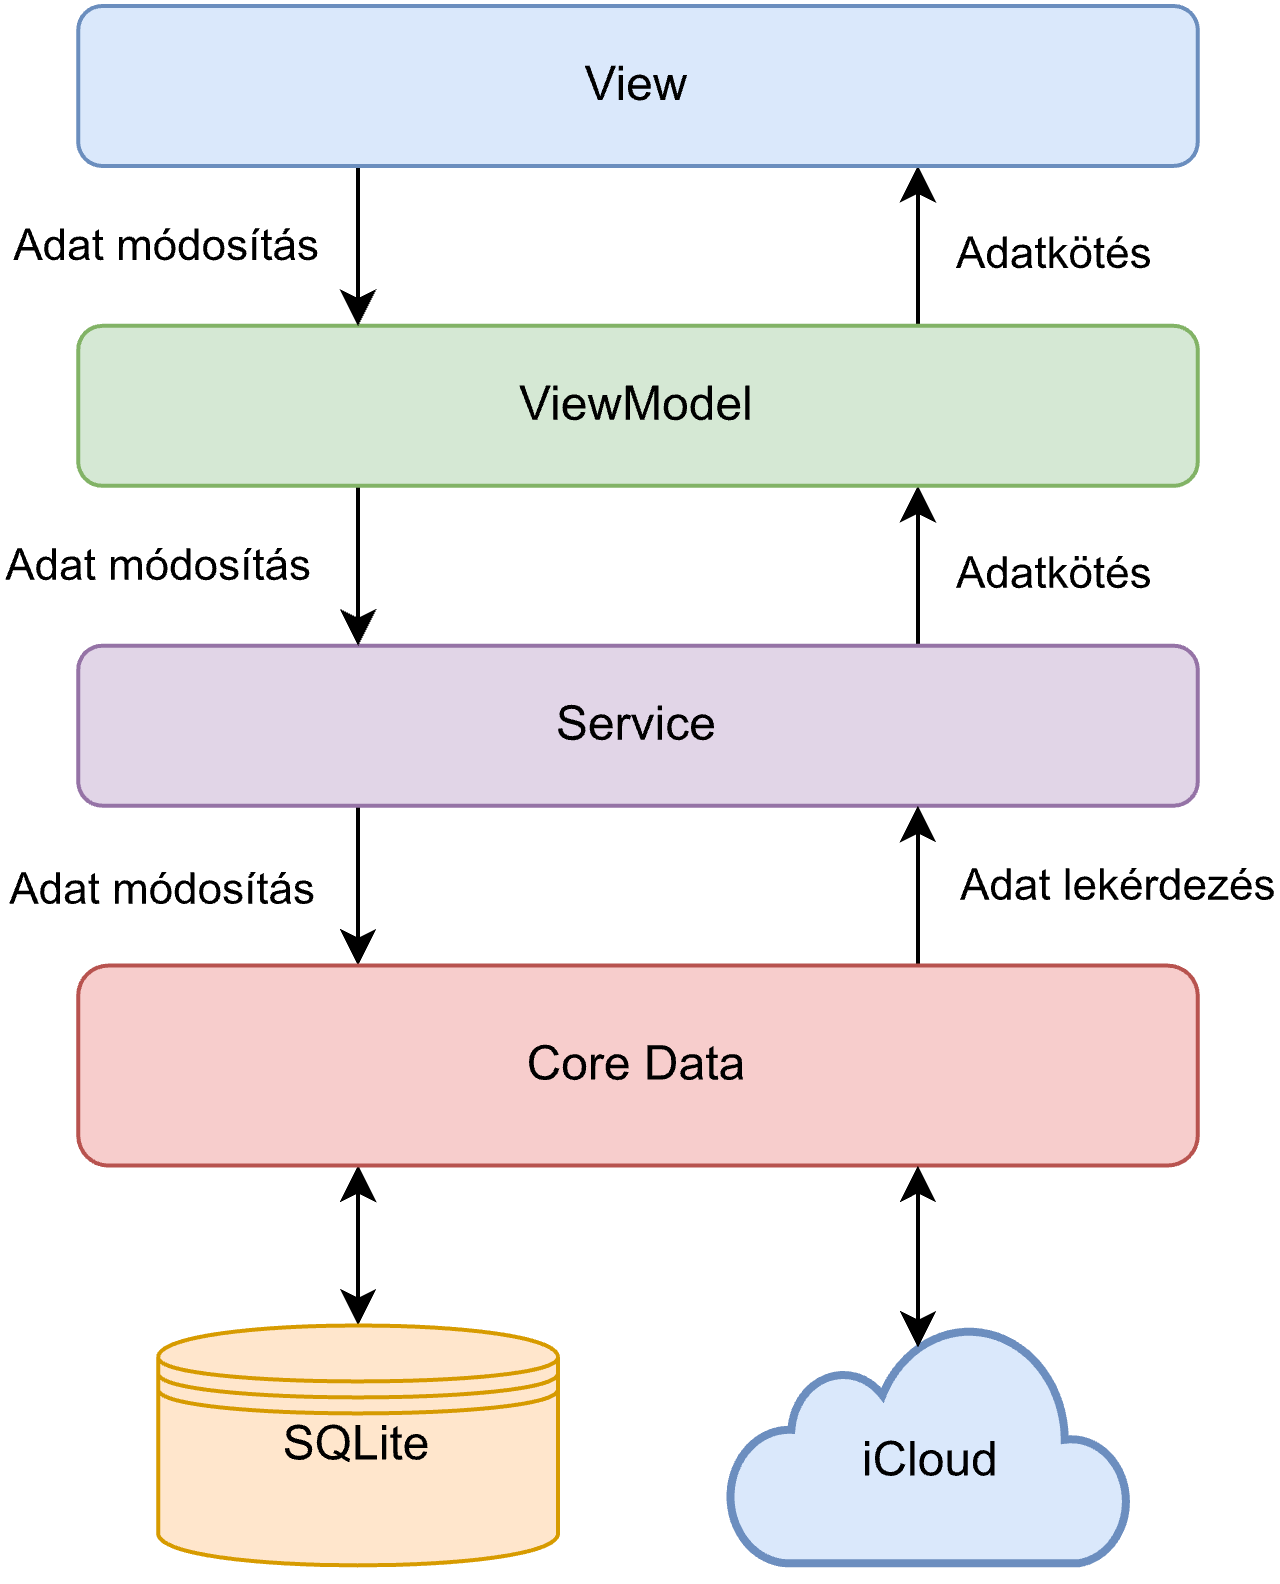 View
Adat módosítás
Adatkötés
ViewModel
Adat módosítás
Adatkötés
Service
Adat módosítás
Adat lekérdezés
Core Data
SQLite
iCloud